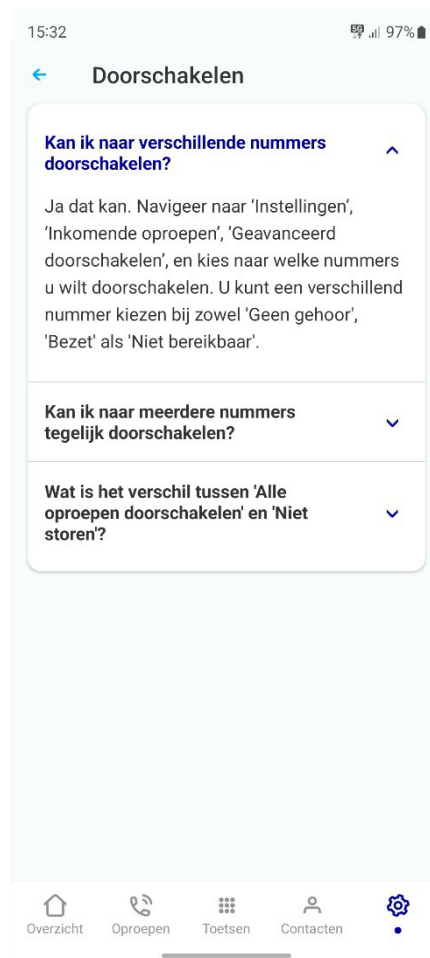 15:32
5G 97%
Doorschakelen
Kan ik naar verschillende nummers
doorschakelen?
Ja dat kan. Navigeer naar ‘Instellingen’,
‘Inkomende oproepen’, ’Geavanceerd
doorschakelen’, en kies naar welke nummers
u wilt doorschakelen. U kunt een verschillend
nummer kiezen bij zowel 'Geen gehoor',
'Bezet' als 'Niet bereikbaar'.
Kan ik naar meerdere nummers
tegelijk doorschakelen?
Wat is het verschil tussen 'Alle
oproepen doorschakelen' en 'Niet
storen'?
Overzicht Oproepen Toetsen Contacten